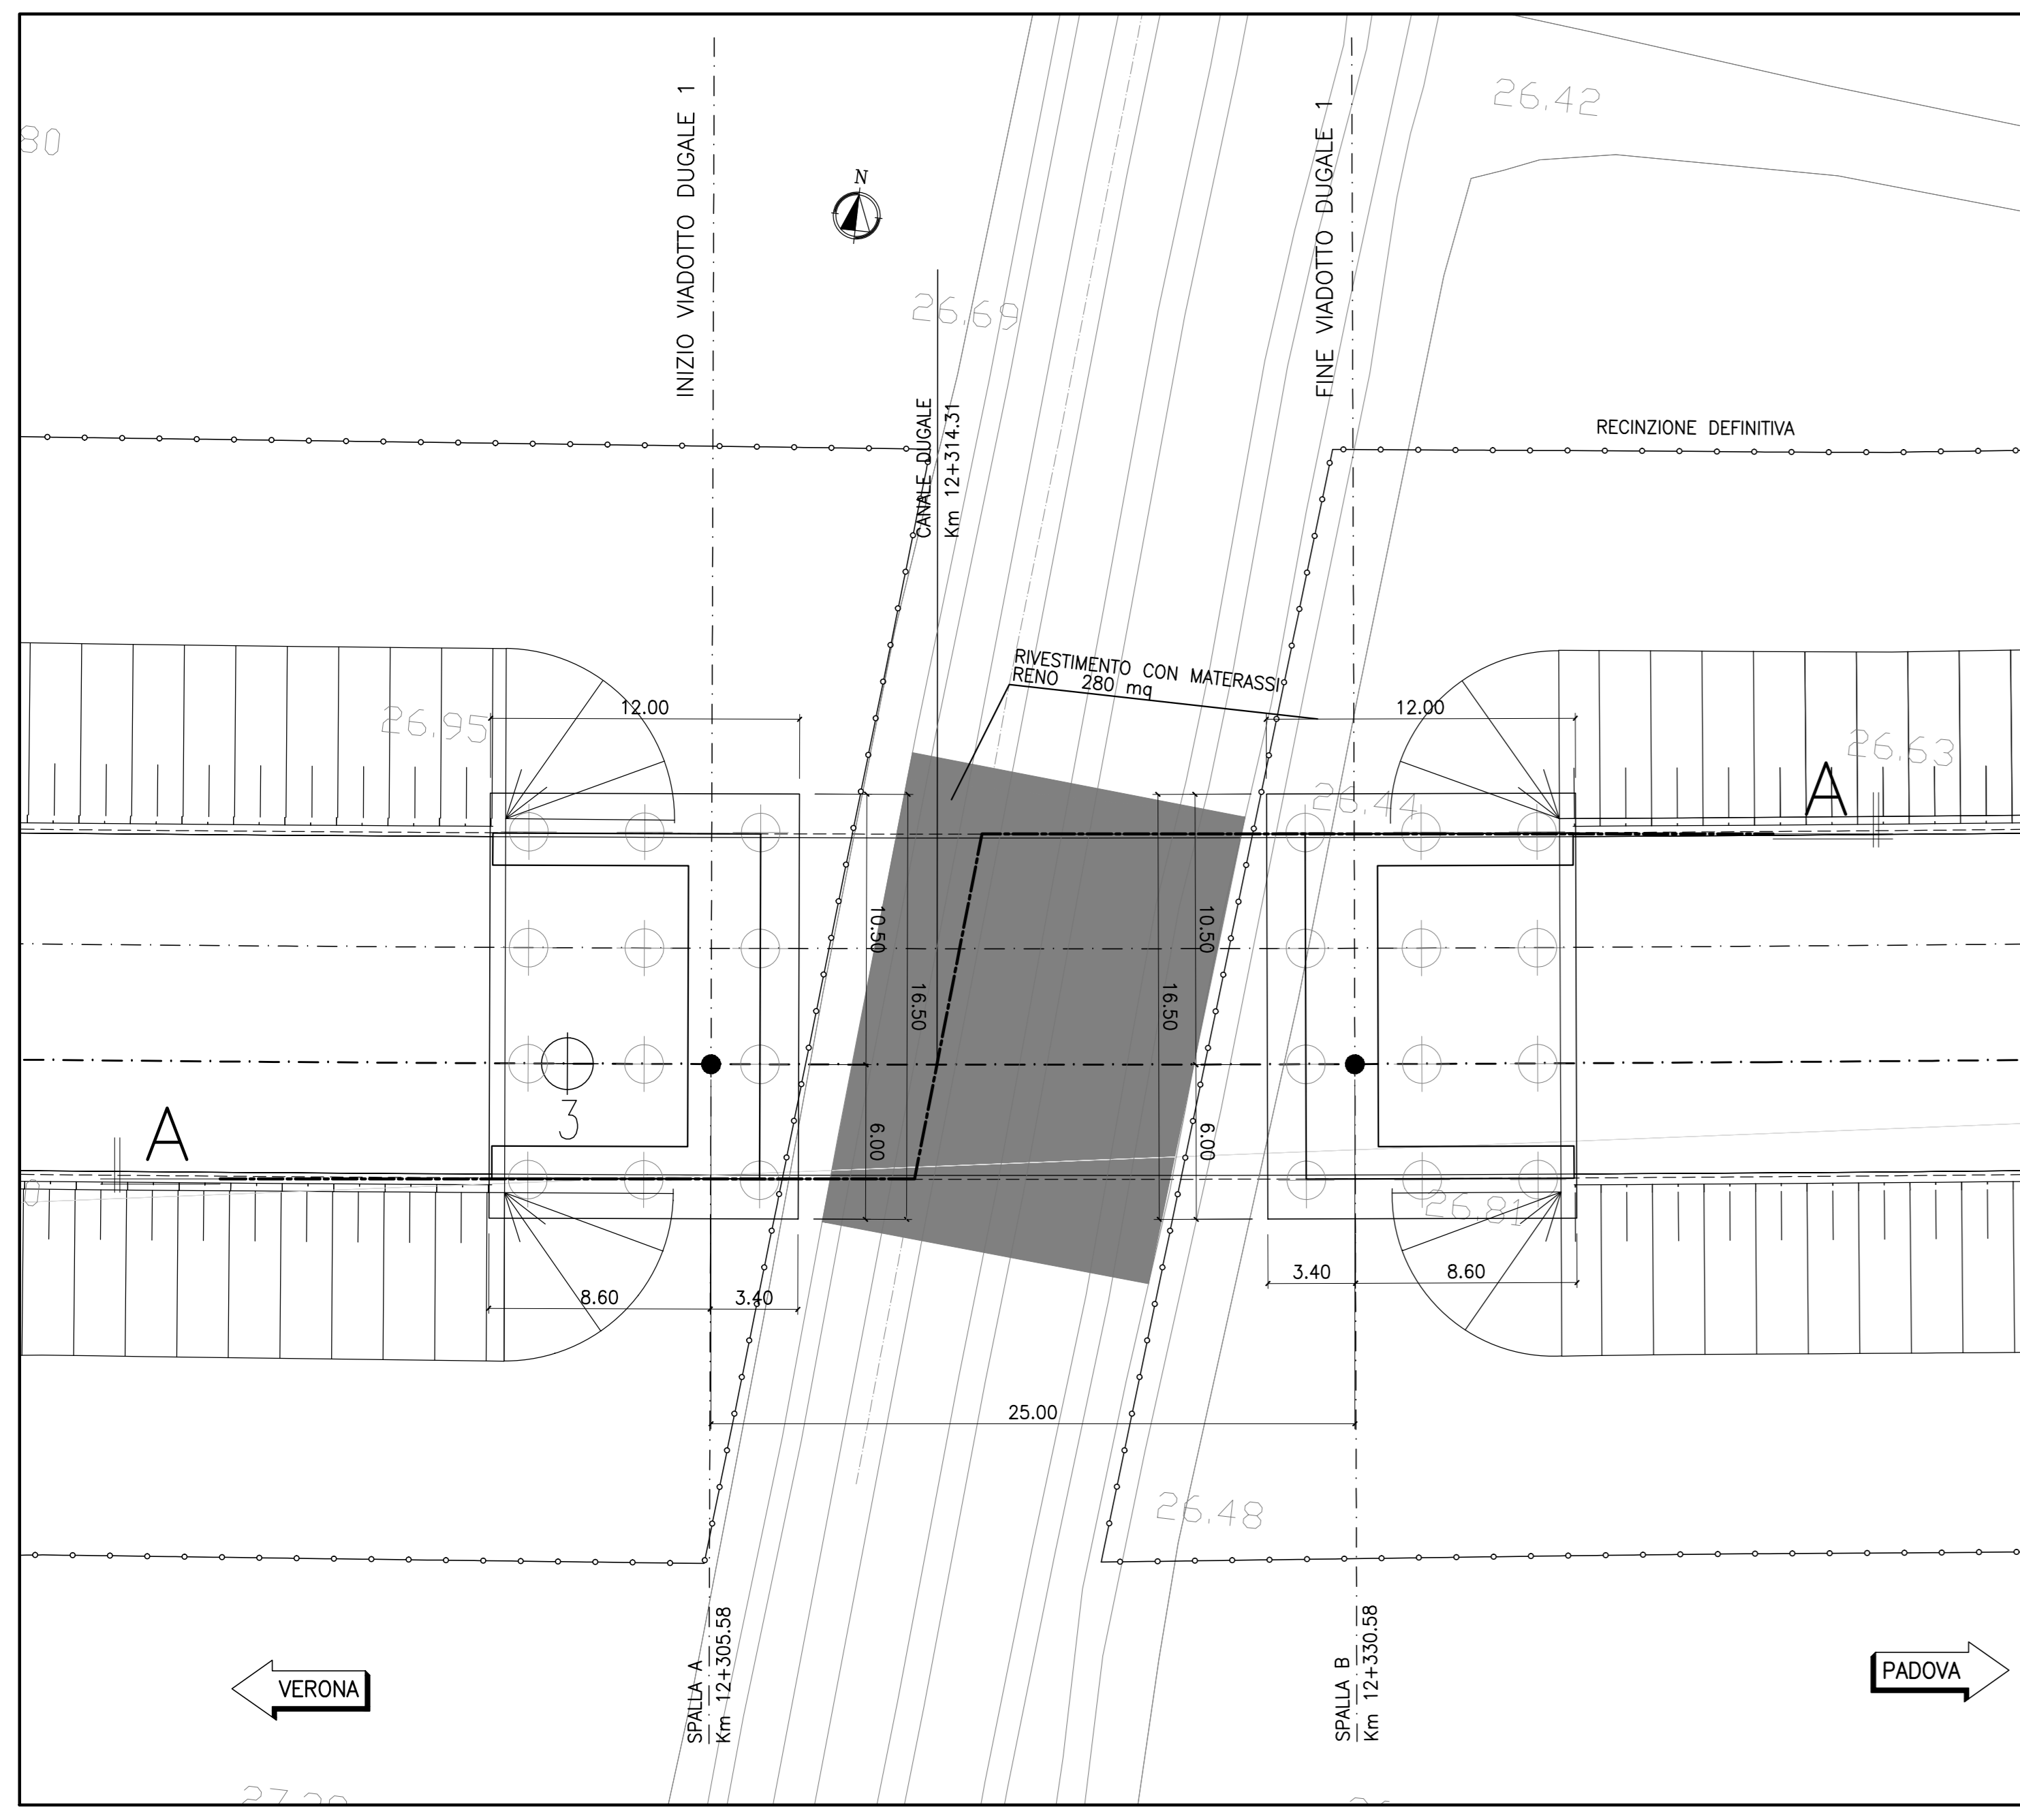 INIZIO VIADOTTO DUGALE 1
FINE VIADOTTO DUGALE 1
26.42
80
N
26.69
CANALE DUGALE
Km 12+314.31
RECINZIONE DEFINITIVA
RIVESTIMENTO CON MATERASSI
RENO 280 mq
12.00
12.00
26.95
26.63
A
26.44
10.50
10.50
16.50
16.50
3
A
6.00
6.00
26.81
8.60
3.40
3.40
8.60
25.00
26.48
SPALLA A
Km 12+305.58
SPALLA B
Km 12+330.58
VERONA
PADOVA